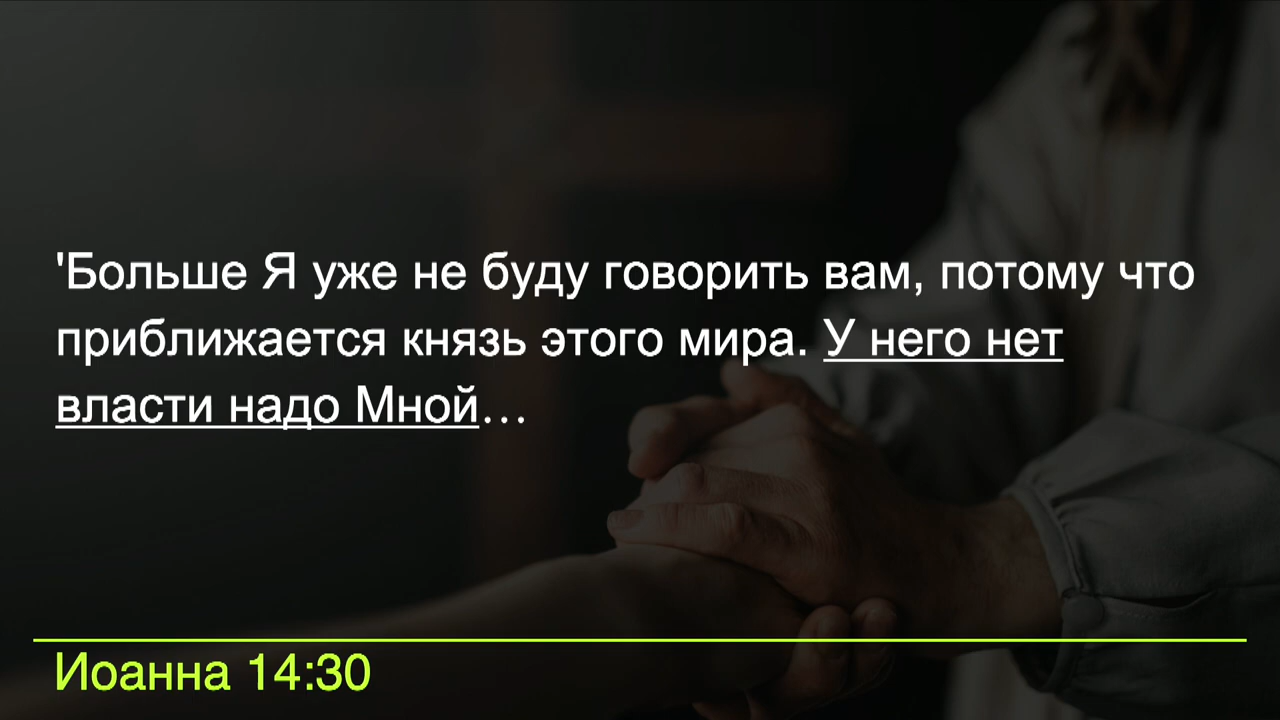 'Больше Я уже не буду говорить вам, потому что
приближается князь этого мира. У него нет
власти надо Мной...
Иоанна 14:30